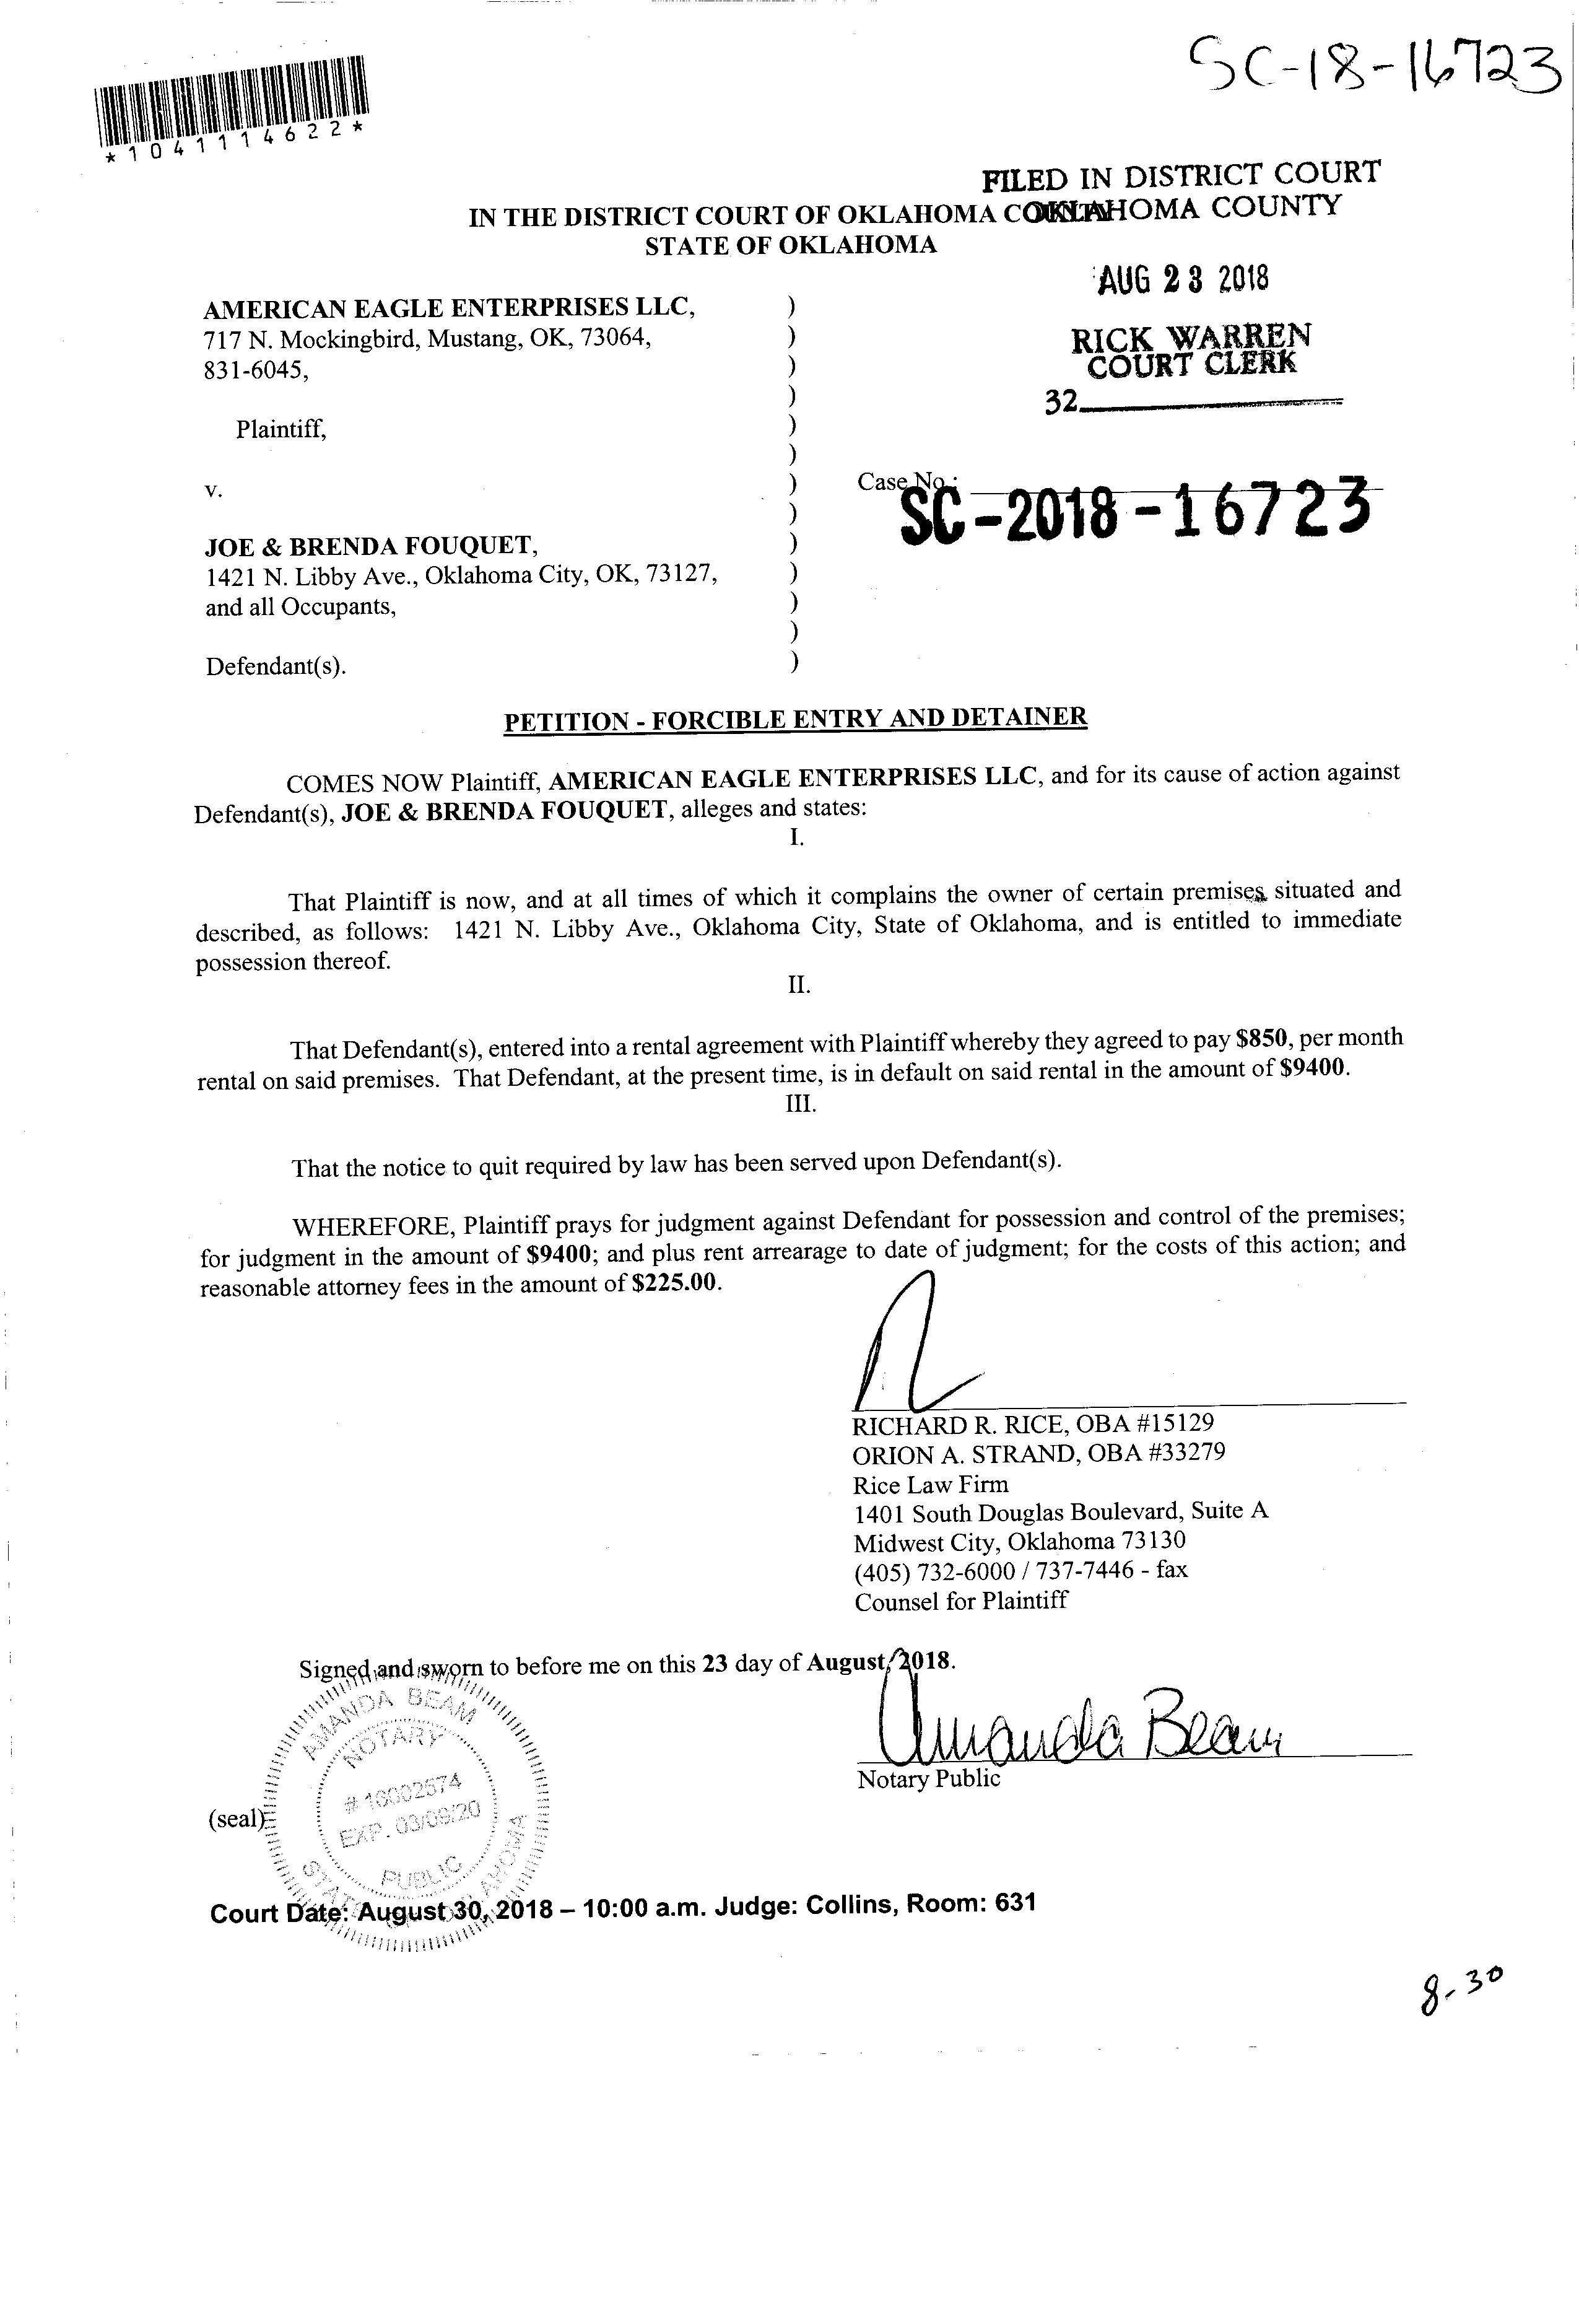 SC-18-16723
*1041114622*
FILED IN DISTRICT COURT
OKLAHOMA COUNTY
IN THE DISTRICT COURT OF OKLAHOMA COUNTY
STATE OF OKLAHOMA
AUG 23 2018
AMERICAN EAGLE ENTERPRISES LLC, )
717 N. Mockingbird, Mustang, OK, 73064, )
831-6045, )
)
Plaintiff, )
)
v. )
)
JOE & BRENDA FOUQUET, )
1421 N. Libby Ave., Oklahoma City, OK, 73127, )
and all Occupants, )
)
Defendant(s). )
RICK WARREN
COURT CLERK
32
Case No.:
SC-2018-16723
PETITION - FORCIBLE ENTRY AND DETAINER
COMES NOW Plaintiff, AMERICAN EAGLE ENTERPRISES LLC, and for its cause of action against
Defendant(s), JOE & BRENDA FOUQUET, alleges and states:
I.
That Plaintiff is now, and at all times of which it complains the owner of certain premises situated and
described, as follows: 1421 N. Libby Ave., Oklahoma City, State of Oklahoma, and is entitled to immediate
possession thereof.
II.
That Defendant(s), entered into a rental agreement with Plaintiff whereby they agreed to pay $850, per month
rental on said premises. That Defendant, at the present time, is in default on said rental in the amount of $9400.
III.
That the notice to quit required by law has been served upon Defendant(s).
WHEREFORE, Plaintiff prays for judgment against Defendant for possession and control of the premises;
for judgment in the amount of $9400; and plus rent arrearage to date of judgment; for the costs of this action; and
reasonable attorney fees in the amount of $225.00.
RICHARD R. RICE, OBA #15129
ORION A. STRAND, OBA #33279
Rice Law Firm
1401 South Douglas Boulevard, Suite A
Midwest City, Oklahoma 73130
(405) 732-6000 / 737-7446 - fax
Counsel for Plaintiff
Signed and sworn to before me on this 23 day of August, 2018.
Amanda Beam
Notary Public
AMANDA BEAM
NOTARY
# 16002574
EXP. 03/09/20
PUBLIC
STATE OF OKLAHOMA
(seal)
Court Date: August 30, 2018 – 10:00 a.m. Judge: Collins, Room: 631
8-30